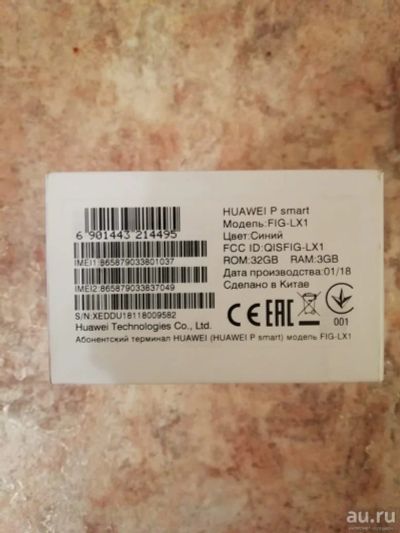 6 901443 214495
IMEI1 865879033801037
IMEI2 865879033837049
S/N:XEDDU18118009582
Huawei Technologies Co., Ltd.
HUAWEI P smart
Модель:FIG-LX1
Цвет:Синий
FCC ID:QISFIG-LX1
ROM:32GB RAM:3GB
Дата производства:01/18
Сделано в Китае
CE EAC
001
Абонентский терминал HUAWEI (HUAWEI P smart) модель FIG-LX1
au.ru